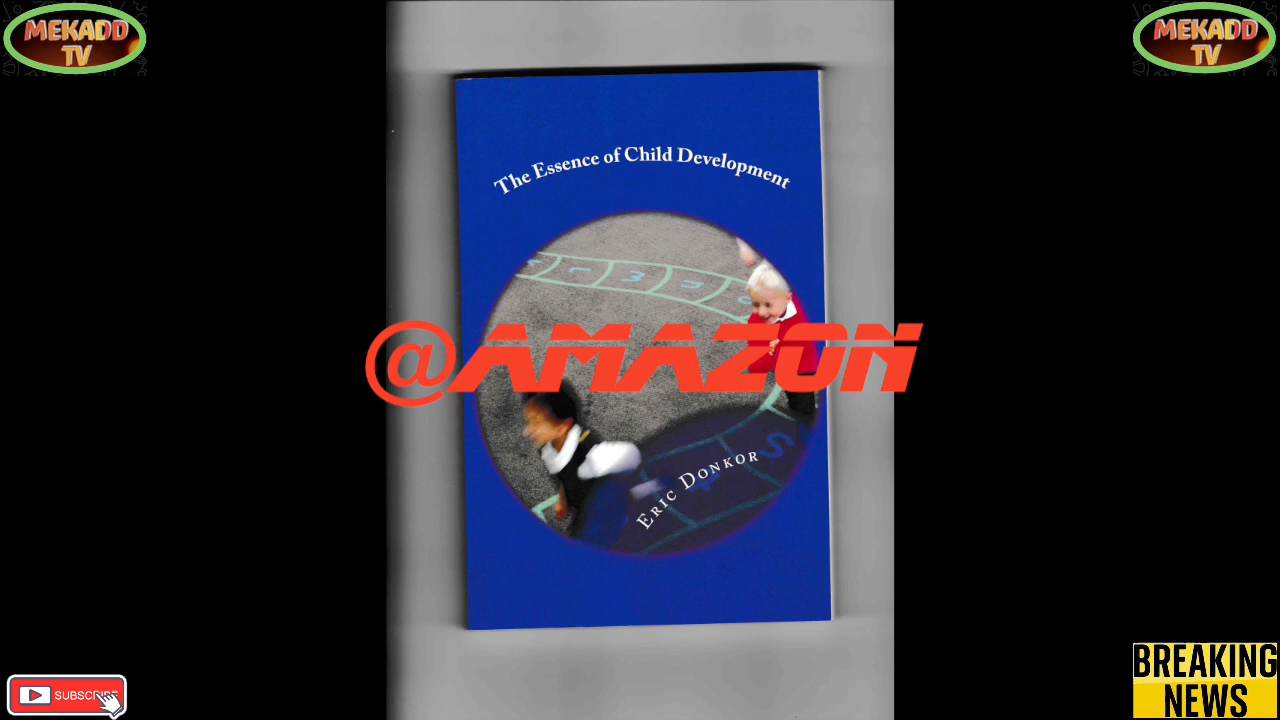 MEKADD
TV
MEKADD
TV
The Essence of Child Development
@AMAZON
Eric Donkor
SUBSCRIBE
BREAKING
NEWS